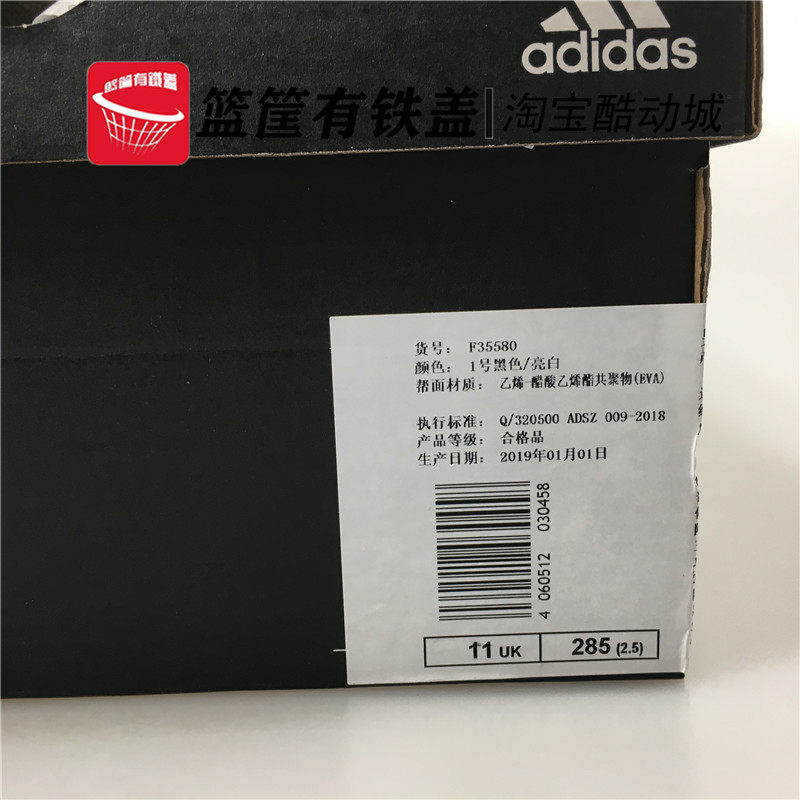 adidas
籃筐有鐵蓋
篮筐有铁盖|淘宝酷动城
货号: F35580
颜色: 1号黑色/亮白
帮面材质: 乙烯-醋酸乙烯酯共聚物(EVA)
执行标准: Q/320500 ADSZ 009-2018
产品等级: 合格品
生产日期: 2019年01月01日
4 060512 030458
11 UK
285 (2.5)